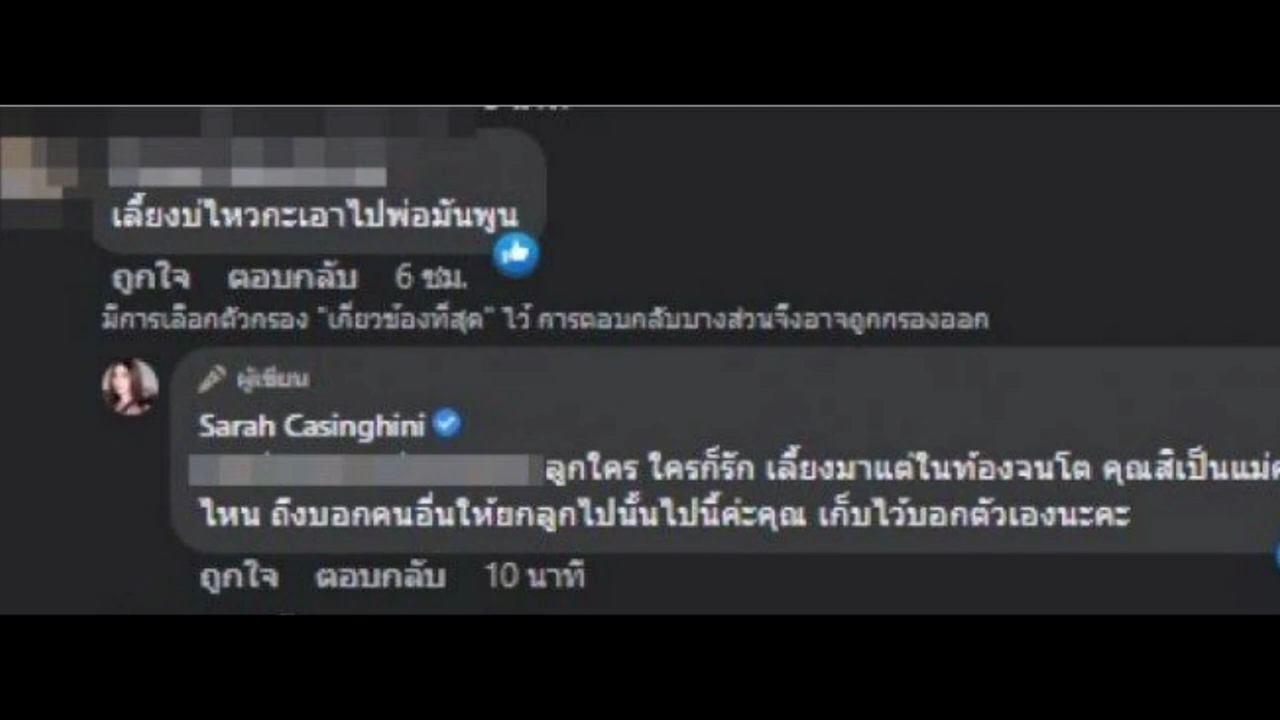 เลี้ยงบ่ไหวกะเอาไปพ่อมันพูน
ถูกใจ ตอบกลับ 6 ชม.
มีการเลือกตัวกรอง "เกี่ยวข้องที่สุด" ไว้ การตอบกลับบางส่วนจึงอาจถูกกรองออก
ผู้เขียน
Sarah Casinghini
ลูกใคร ใครก็รัก เลี้ยงมาแต่ในท้องจนโต คุณสิเป็นแม่
ไหน ถึงบอกคนอื่นให้ยกลูกไปนั้นไปนี้ค่ะคุณ เก็บไว้บอกตัวเองนะคะ
ถูกใจ ตอบกลับ 10 นาที